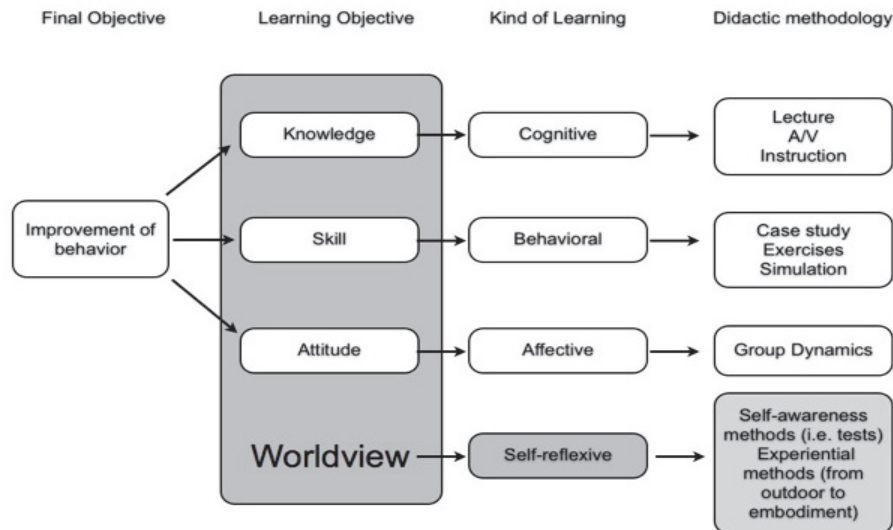 Final Objective
Learning Objective
Kind of Learning
Didactic methodology
Knowledge
Cognitive
Lecture
A/V
Instruction
Improvement of
behavior
Skill
Behavioral
Case study
Exercises
Simulation
Attitude
Affective
Group Dynamics
Worldview
Self-reflexive
Self-awareness
methods (i.e. tests)
Experiential
methods (from
outdoor to
embodiment)